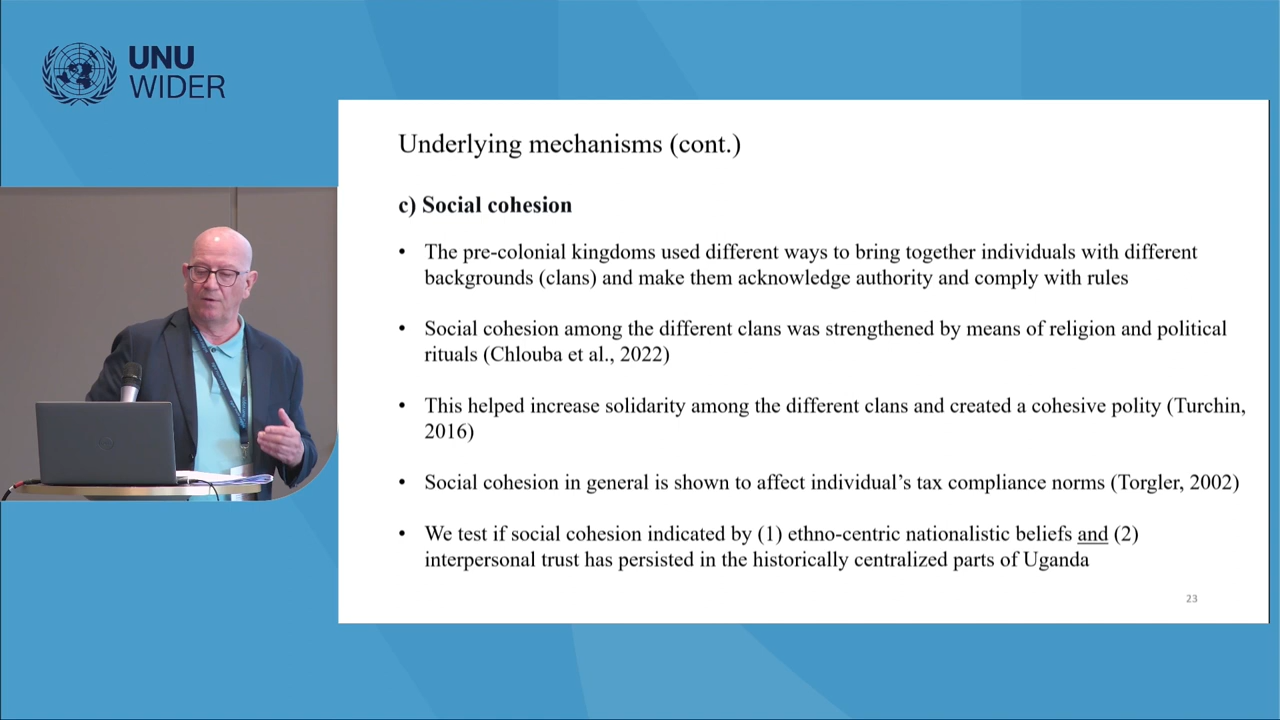 UNU
WIDER
Underlying mechanisms (cont.)
c) Social cohesion
• The pre-colonial kingdoms used different ways to bring together individuals with different
backgrounds (clans) and make them acknowledge authority and comply with rules
• Social cohesion among the different clans was strengthened by means of religion and political
rituals (Chlouba et al., 2022)
• This helped increase solidarity among the different clans and created a cohesive polity (Turchin,
2016)
• Social cohesion in general is shown to affect individual’s tax compliance norms (Torgler, 2002)
• We test if social cohesion indicated by (1) ethno-centric nationalistic beliefs and (2)
interpersonal trust has persisted in the historically centralized parts of Uganda
23